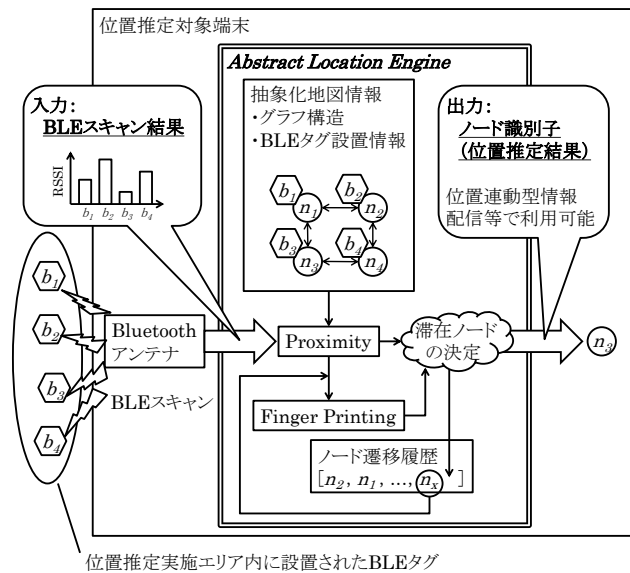 位置推定対象端末
Abstract Location Engine
入力:
BLEスキャン結果
RSSI
b1 b2 b3 b4
抽象化地図情報
・グラフ構造
・BLEタグ設置情報
b1 n1 b2 n2
b3 n3 b4 n4
出力:
ノード識別子
(位置推定結果)
位置連動型情報
配信等で利用可能
b1
b2
b3
b4
Bluetooth
アンテナ
BLEスキャン
Proximity
滞在ノード
の決定
n3
Finger Printing
ノード遷移履歴
[n2, n1, ..., nx ]
位置推定実施エリア内に設置されたBLEタグ